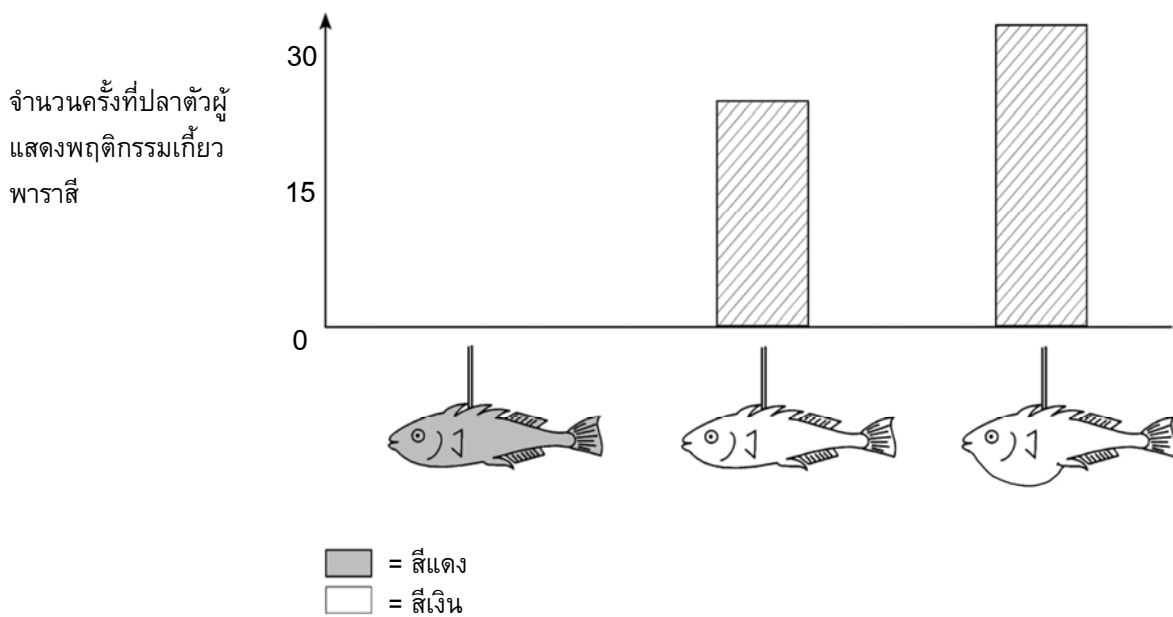 30
จำนวนครั้งที่ปลาตัวผู้
แสดงพฤติกรรมเกี้ยว
พาราสี
15
0
= สีแดง
= สีเงิน